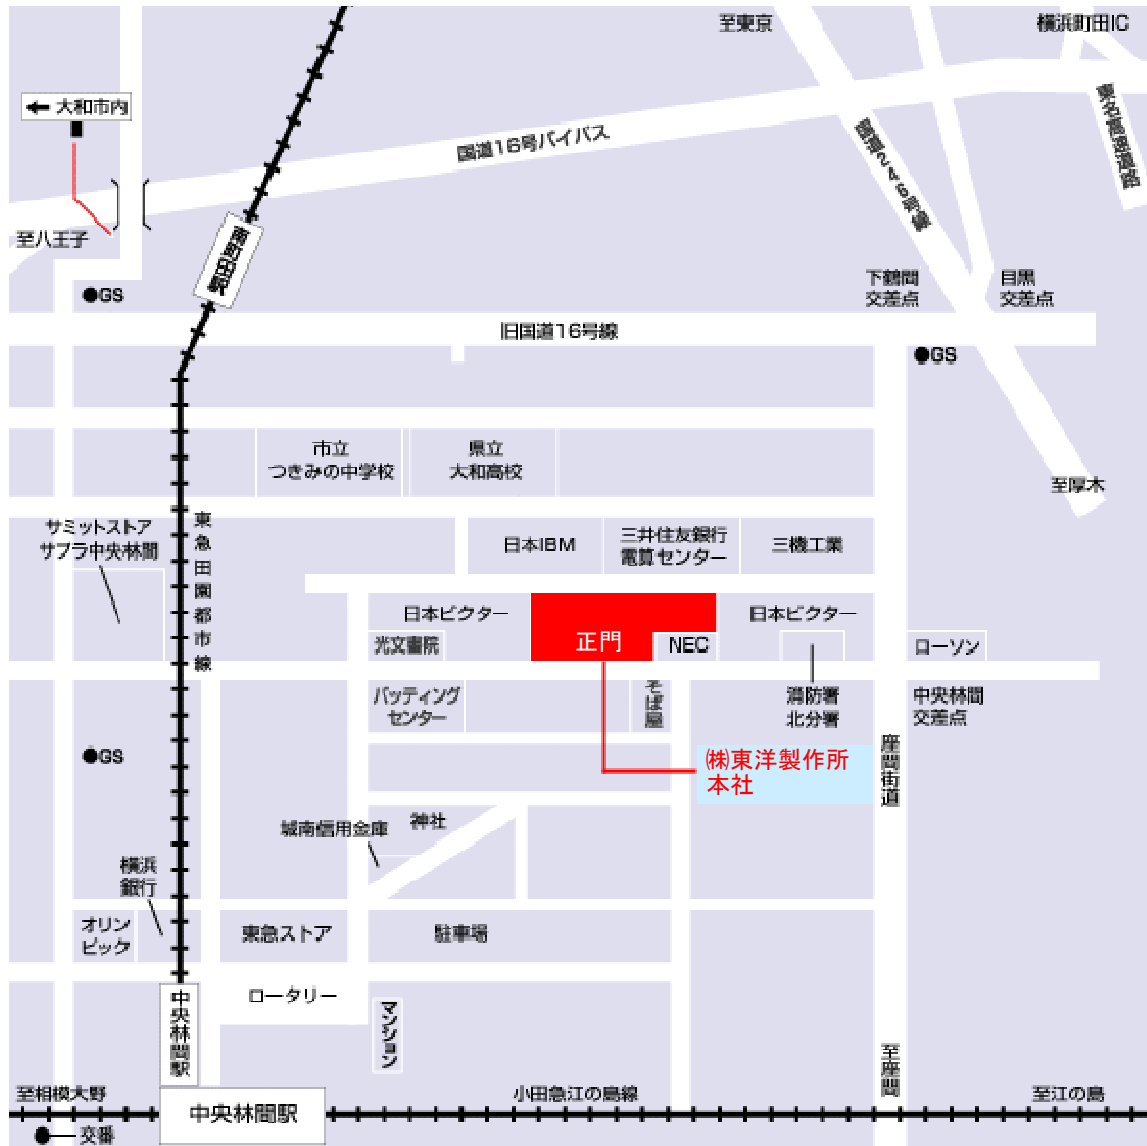 至東京
横浜町田IC
大和市内
東名高速道路
国道16号バイパス
国道246号線
至八王子
南町田駅
GS
下鶴間
交差点
目黒
交差点
旧国道16号線
GS
市立
つきみの中学校
県立
大和高校
至厚木
サミットストア
サプラ中央林間
東急田園都市線
日本IBM
三井住友銀行
電算センター
三機工業
日本ビクター
日本ビクター
光文書院
正門
NEC
ローソン
バッティング
センター
そば屋
消防署
北分署
中央林間
交差点
GS
㈱東洋製作所
本社
座間街道
城南信用金庫
神社
横浜
銀行
オリン
ピック
東急ストア
駐車場
ロータリー
中央林間駅
マンション
至座間
至相模大野
小田急江の島線
至江の島
中央林間駅
交番